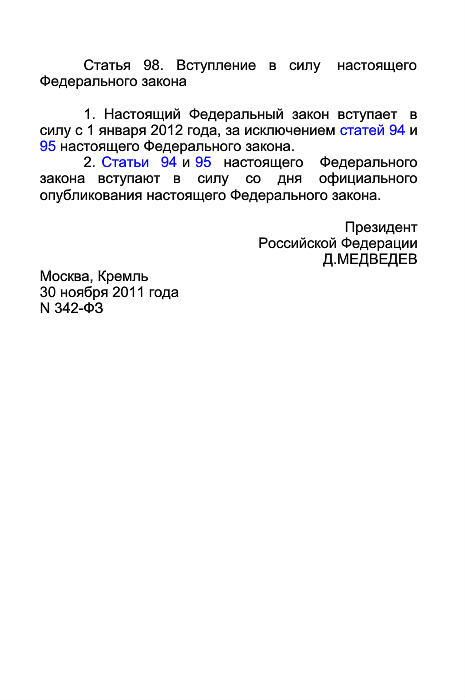 Статья 98. Вступление в силу настоящего
Федерального закона
1. Настоящий Федеральный закон вступает в
силу с 1 января 2012 года, за исключением статей 94 и
95 настоящего Федерального закона.
2. Статьи 94 и 95 настоящего Федерального
закона вступают в силу со дня официального
опубликования настоящего Федерального закона.
Президент
Российской Федерации
Д.МЕДВЕДЕВ
Москва, Кремль
30 ноября 2011 года
N 342-ФЗ